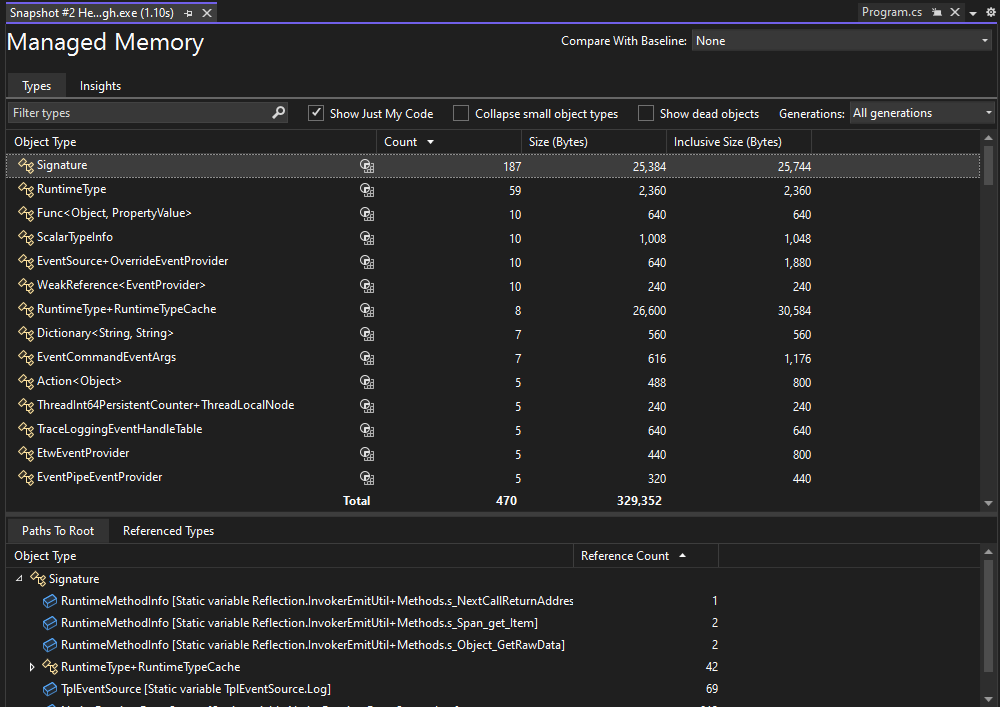 Snapshot #2 He...gh.exe (1.10s) Program.cs
Managed Memory Compare With Baseline: None
Types Insights
Filter types Show Just My Code Collapse small object types Show dead objects Generations: All generations
Object Type Count Size (Bytes) Inclusive Size (Bytes)
Signature 187 25,384 25,744
RuntimeType 59 2,360 2,360
Func<Object, PropertyValue> 10 640 640
ScalarTypeInfo 10 1,008 1,048
EventSource+OverrideEventProvider 10 640 1,880
WeakReference<EventProvider> 10 240 240
RuntimeType+RuntimeTypeCache 8 26,600 30,584
Dictionary<String, String> 7 560 560
EventCommandEventArgs 7 616 1,176
Action<Object> 5 488 800
ThreadInt64PersistentCounter+ThreadLocalNode 5 240 240
TraceLoggingEventHandleTable 5 640 640
EtwEventProvider 5 440 800
EventPipeEventProvider 5 320 440
Total 470 329,352
Paths To Root Referenced Types
Object Type Reference Count
Signature
RuntimeMethodInfo [Static variable Reflection.InvokerEmitUtil+Methods.s_NextCallReturnAddres 1
RuntimeMethodInfo [Static variable Reflection.InvokerEmitUtil+Methods.s_Span_get_Item] 2
RuntimeMethodInfo [Static variable Reflection.InvokerEmitUtil+Methods.s_Object_GetRawData] 2
RuntimeType+RuntimeTypeCache 42
TplEventSource [Static variable TplEventSource.Log] 69